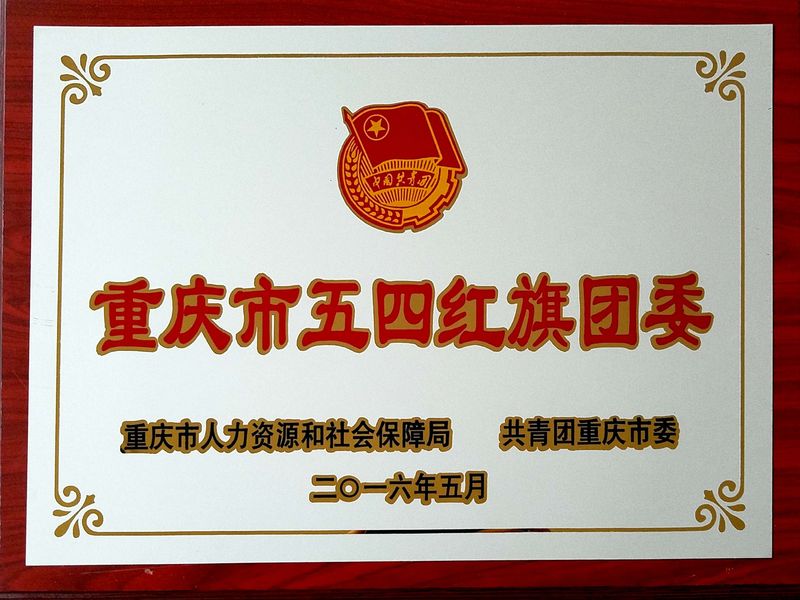 中国共青团
重庆市五四红旗团委
重庆市人力资源和社会保障局 共青团重庆市委
二〇一六年五月